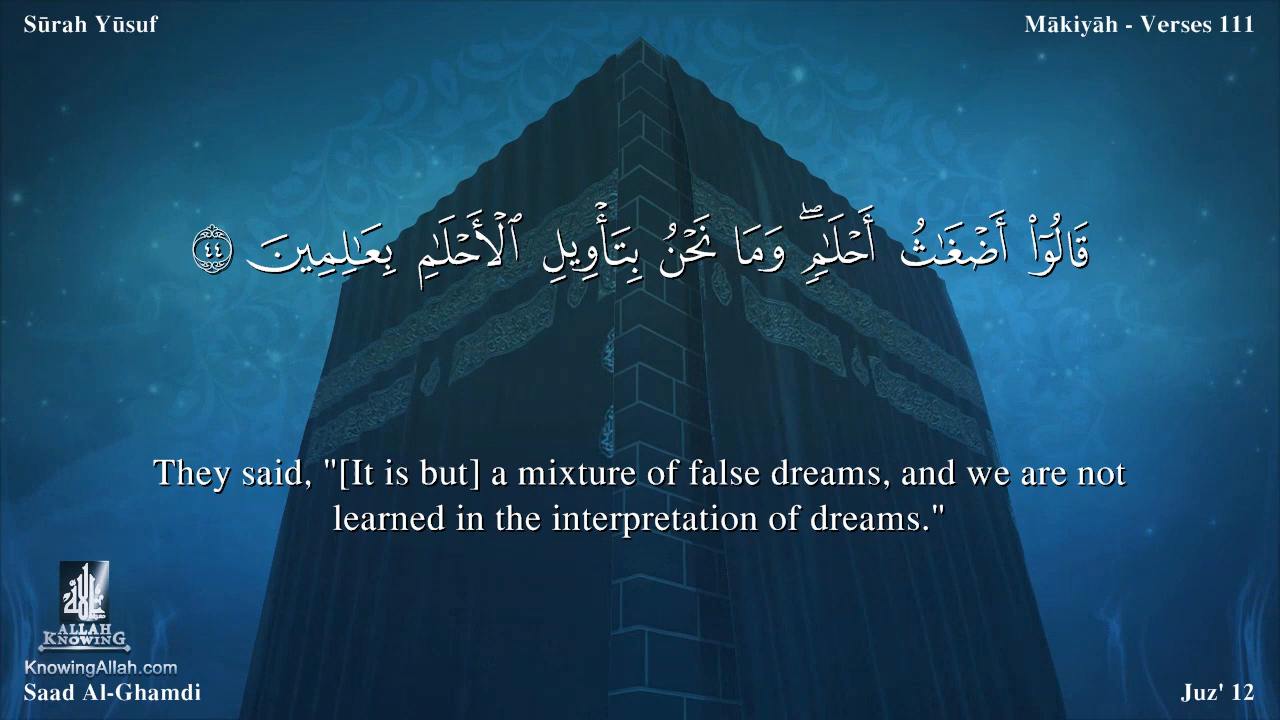 Sūrah Yūsuf
Mākiyāh - Verses 111
قَالُوٓا۟ أَضْغَٰثُ أَحْلَٰمٍۢ ۖ وَمَا نَحْنُ بِتَأْوِيلِ ٱلْأَحْلَٰمِ بِعَٰلِمِينَ ٤٤
They said, "[It is but] a mixture of false dreams, and we are not
learned in the interpretation of dreams."
ALLAH
KNOWING
KnowingAllah.com
Saad Al-Ghamdi
Juz' 12